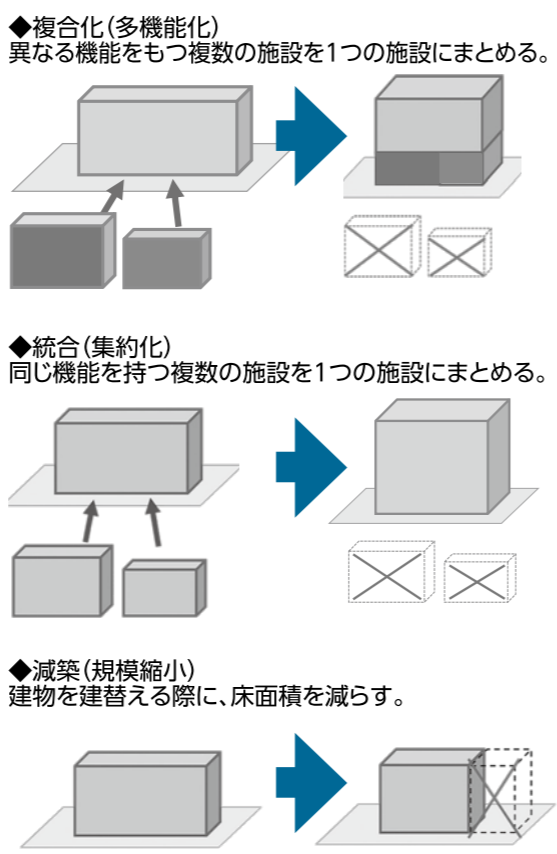 ◆複合化(多機能化)
異なる機能をもつ複数の施設を1つの施設にまとめる。
◆統合(集約化)
同じ機能を持つ複数の施設を1つの施設にまとめる。
◆減築(規模縮小)
建物を建替える際に、床面積を減らす。